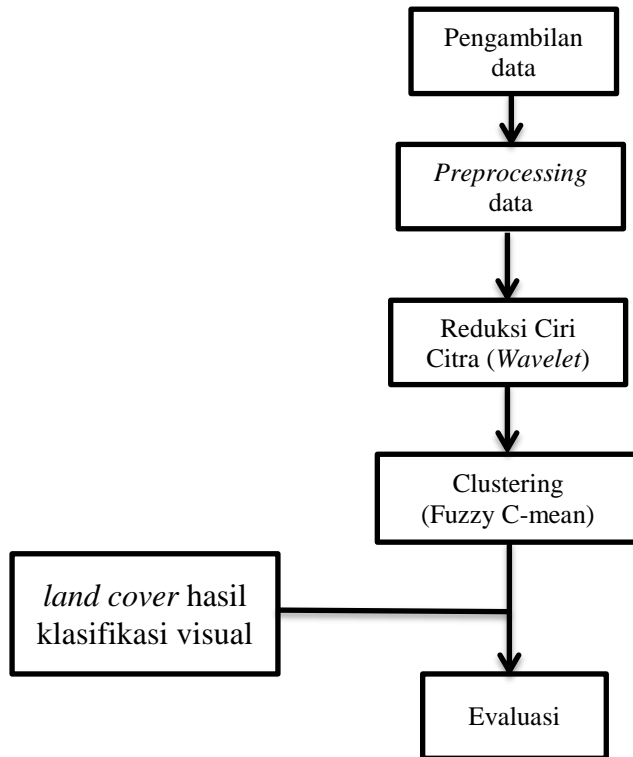 Pengambilan
data
Preprocessing
data
Reduksi Ciri
Citra (Wavelet)
Clustering
(Fuzzy C-mean)
land cover hasil
klasifikasi visual
Evaluasi